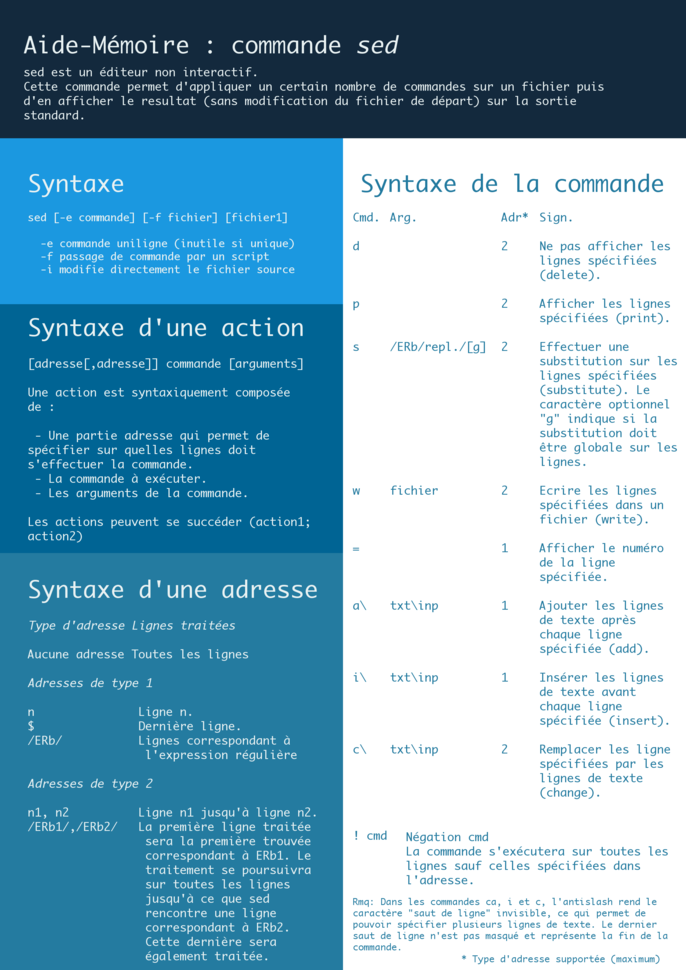 Aide-Mémoire : commande sed
sed est un éditeur non interactif.
Cette commande permet d'appliquer un certain nombre de commandes sur un fichier puis
d'en afficher le resultat (sans modification du fichier de départ) sur la sortie
standard.
Syntaxe
sed [-e commande] [-f fichier] [fichier1]
-e commande uniligne (inutile si unique)
-f passage de commande par un script
-i modifie directement le fichier source
Syntaxe d'une action
[adresse[,adresse]] commande [arguments]
Une action est syntaxiquement composée
de :
- Une partie adresse qui permet de
spécifier sur quelles lignes doit
s'effectuer la commande.
- La commande à exécuter.
- Les arguments de la commande.
Les actions peuvent se succéder (action1;
action2)
Syntaxe d'une adresse
Type d'adresse Lignes traitées
Aucune adresse Toutes les lignes
Adresses de type 1
n Ligne n.
$ Dernière ligne.
/ERb/ Lignes correspondant à
l'expression régulière
Adresses de type 2
n1, n2 Ligne n1 jusqu'à ligne n2.
/ERb1/,/ERb2/ La première ligne traitée
sera la première trouvée
correspondant à ERb1. Le
traitement se poursuivra
sur toutes les lignes
jusqu'à ce que sed
rencontre une ligne
correspondant à ERb2.
Cette dernière sera
également traitée.
Syntaxe de la commande
Cmd. Arg. Adr* Sign.
d 2 Ne pas afficher les
lignes spécifiées
(delete).
p 2 Afficher les lignes
spécifiées (print).
s /ERb/repl./[g] 2 Effectuer une
substitution sur les
lignes spécifiées
(substitute). Le
caractère optionnel
"g" indique si la
substitution doit
être globale sur les
lignes.
w fichier 2 Ecrire les lignes
spécifiées dans un
fichier (write).
= 1 Afficher le numéro
de la ligne
spécifiée.
a\ txt\inp 1 Ajouter les lignes
de texte après
chaque ligne
spécifiée (add).
i\ txt\inp 1 Insérer les lignes
de texte avant
chaque ligne
spécifiée (insert).
c\ txt\inp 2 Remplacer les ligne
spécifiées par les
lignes de texte
(change).
! cmd Négation cmd
La commande s'exécutera sur toutes les
lignes sauf celles spécifiées dans
l'adresse.
Rmq: Dans les commandes ca, i et c, l'antislash rend le
caractère "saut de ligne" invisible, ce qui permet de
pouvoir spécifier plusieurs lignes de texte. Le dernier
saut de ligne n'est pas masqué et représente la fin de la
commande.
* Type d'adresse supportée (maximum)